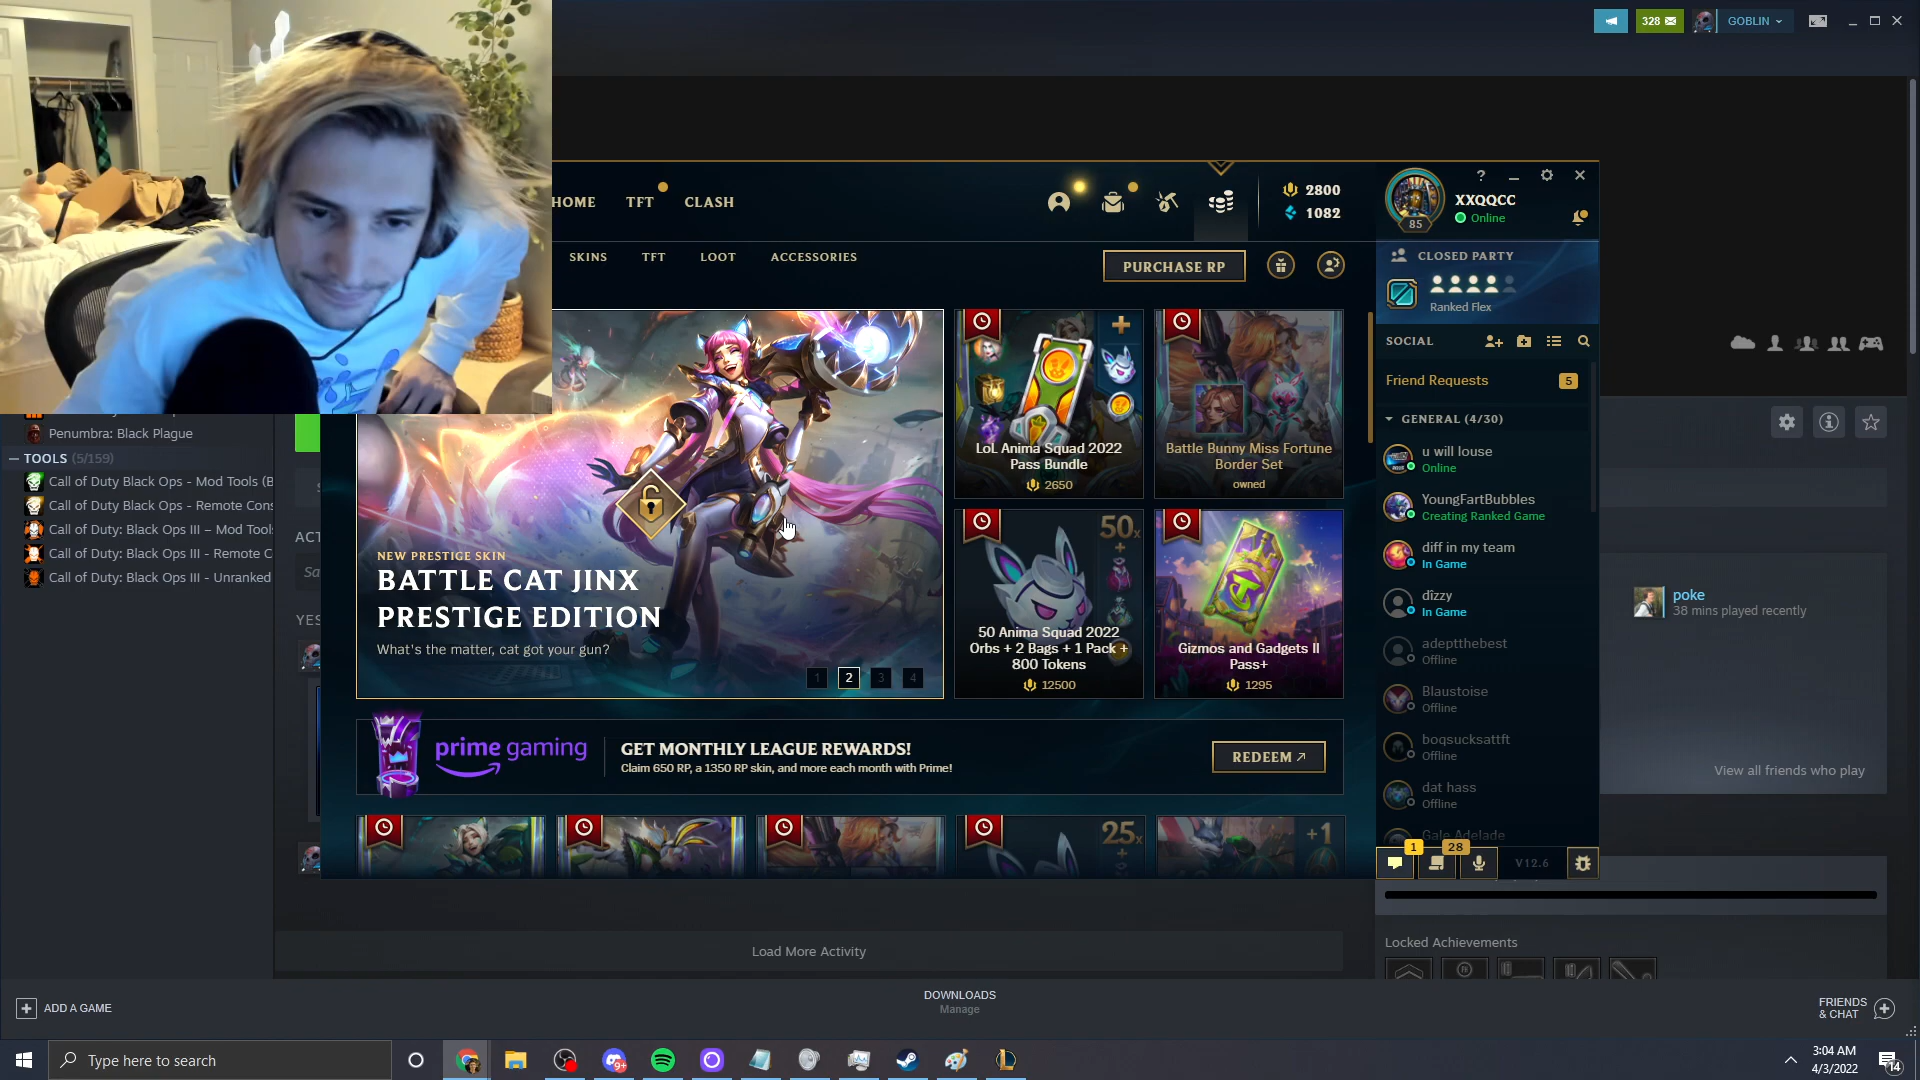 328
GOBLIN
HOME
TFT
CLASH
2800
1082
?
XXQQCC
Online
85
SKINS
TFT
LOOT
ACCESSORIES
PURCHASE RP
CLOSED PARTY
Ranked Flex
SOCIAL
Friend Requests
5
GENERAL (4/30)
u will louse
Online
YoungFartBubbles
Creating Ranked Game
diff in my team
In Game
dîzzy
In Game
adeptthebest
Offline
Blaustoise
Offline
boqsucksattft
Offline
dat hass
Offline
Gale Adelade
1
28
V12.6
LoL Anima Squad 2022
Pass Bundle
2650
Battle Bunny Miss Fortune
Border Set
owned
50x
50 Anima Squad 2022
Orbs + 2 Bags + 1 Pack +
800 Tokens
12500
Gizmos and Gadgets II
Pass+
1295
NEW PRESTIGE SKIN
BATTLE CAT JINX
PRESTIGE EDITION
What's the matter, cat got your gun?
1
2
3
4
prime gaming
GET MONTHLY LEAGUE REWARDS!
Claim 650 RP, a 1350 RP skin, and more each month with Prime!
REDEEM
25x
+1
Penumbra: Black Plague
TOOLS (5/159)
Call of Duty Black Ops - Mod Tools (B
Call of Duty Black Ops - Remote Cons
Call of Duty: Black Ops III – Mod Tool
Call of Duty: Black Ops III - Remote C
Call of Duty: Black Ops III - Unranked
ACT
Sa
YES
poke
38 mins played recently
View all friends who play
Load More Activity
Locked Achievements
ADD A GAME
DOWNLOADS
Manage
FRIENDS
& CHAT
Type here to search
9+
3:04 AM
4/3/2022
14